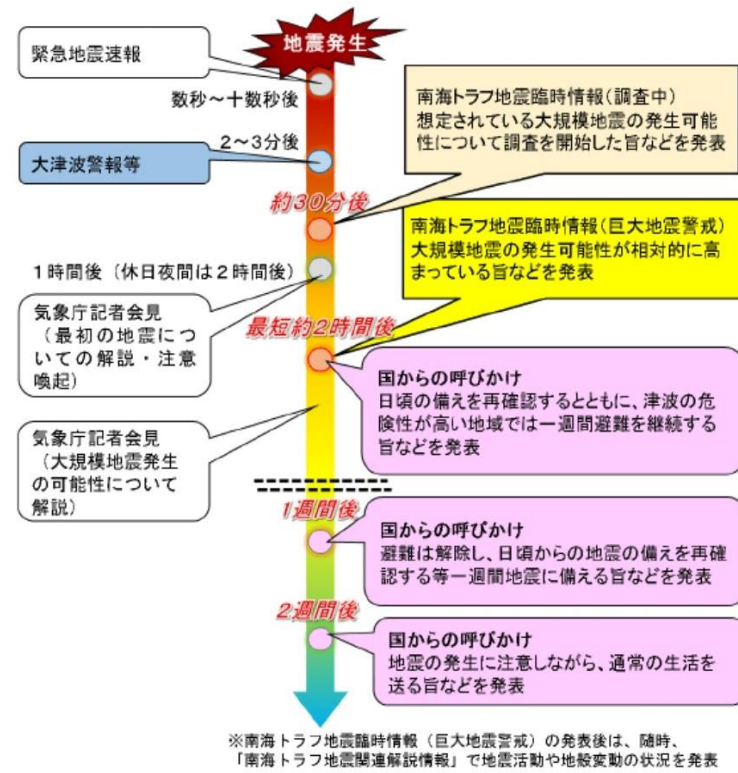 地震発生
緊急地震速報
数秒～十数秒後
2～3分後
大津波警報等
約30分後
南海トラフ地震臨時情報（調査中）
想定されている大規模地震の発生可能
性について調査を開始した旨などを発表
南海トラフ地震臨時情報（巨大地震警戒）
大規模地震の発生可能性が相対的に高
まっている旨などを発表
1時間後（休日夜間は2時間後）
気象庁記者会見
（最初の地震につ
いての解説・注意
喚起）
最短約2時間後
国からの呼びかけ
日頃の備えを再確認するとともに、津波の危
険性が高い地域では一週間避難を継続する
旨などを発表
気象庁記者会見
（大規模地震発生
の可能性について
解説）
1週間後
国からの呼びかけ
避難は解除し、日頃からの地震の備えを再確
認する等一週間地震に備える旨などを発表
2週間後
国からの呼びかけ
地震の発生に注意しながら、通常の生活を
送る旨などを発表
※南海トラフ地震臨時情報（巨大地震警戒）の発表後は、随時、
「南海トラフ地震関連解説情報」で地震活動や地殻変動の状況を発表